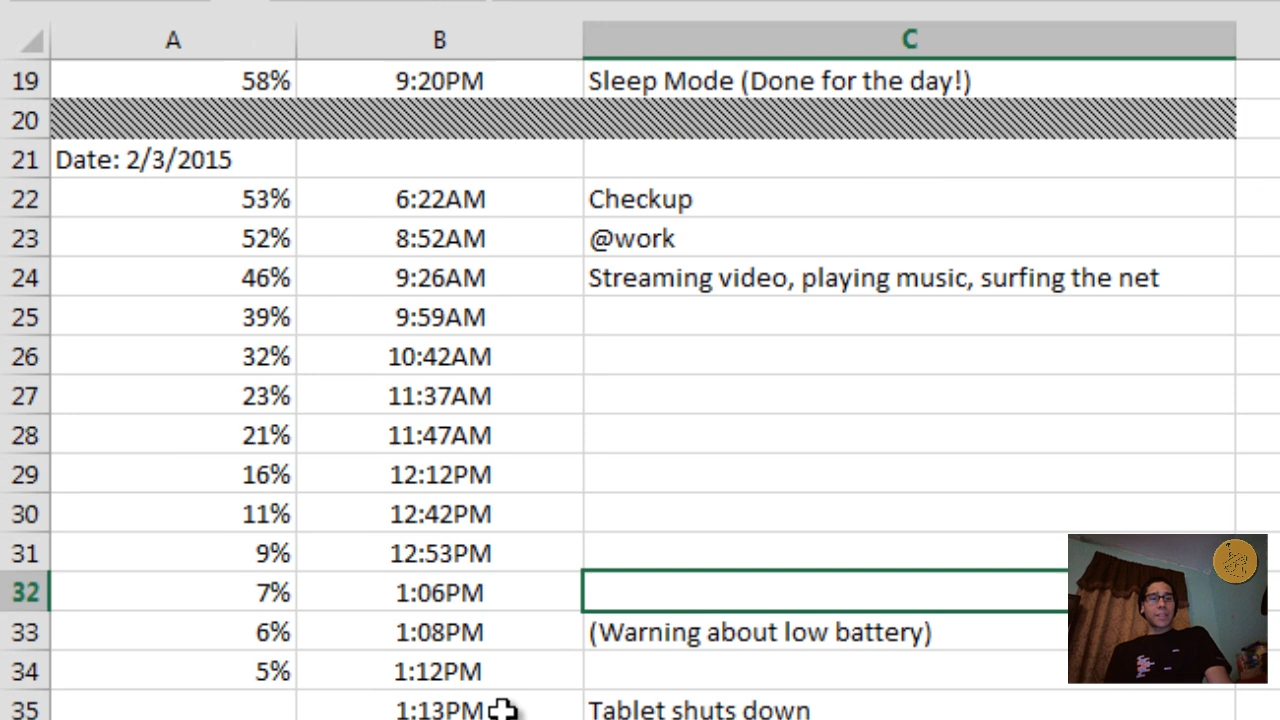 A B C
19 58% 9:20PM Sleep Mode (Done for the day!)
20
21 Date: 2/3/2015
22 53% 6:22AM Checkup
23 52% 8:52AM @work
24 46% 9:26AM Streaming video, playing music, surfing the net
25 39% 9:59AM
26 32% 10:42AM
27 23% 11:37AM
28 21% 11:47AM
29 16% 12:12PM
30 11% 12:42PM
31 9% 12:53PM
32 7% 1:06PM
33 6% 1:08PM (Warning about low battery)
34 5% 1:12PM
35 1:13PM Tablet shuts down